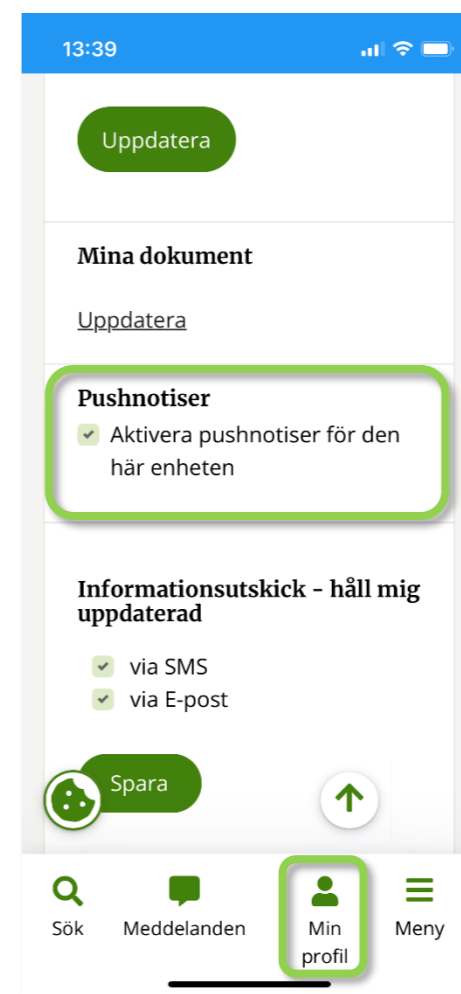 13:39
Uppdatera
Mina dokument
Uppdatera
Pushnotiser
Aktivera pushnotiser för den
här enheten
Informationsutskick - håll mig
uppdaterad
via SMS
via E-post
Spara
Sök
Meddelanden
Min
profil
Meny